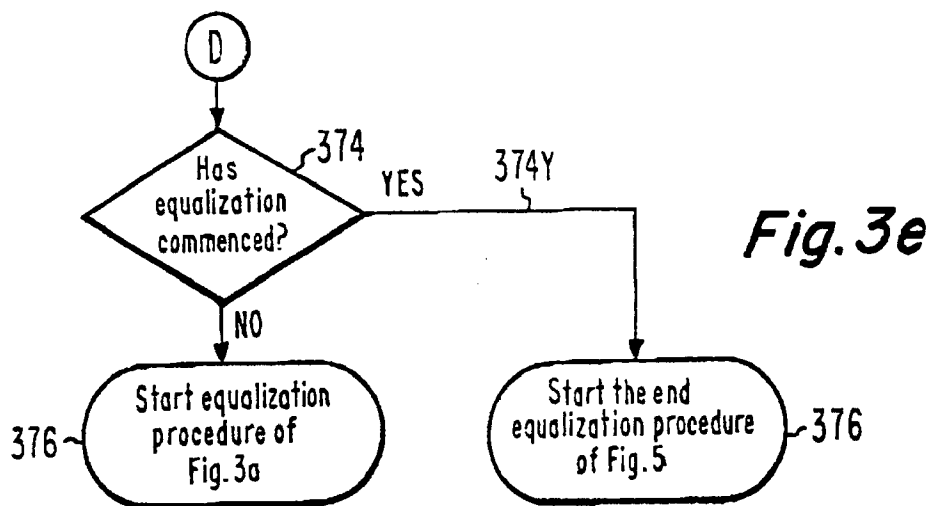 D
Has
equalization
commenced?
374
YES
374Y
NO
Fig. 3e
Start equalization
procedure of
Fig. 3a
376
Start the end
equalization procedure
of Fig. 5
376